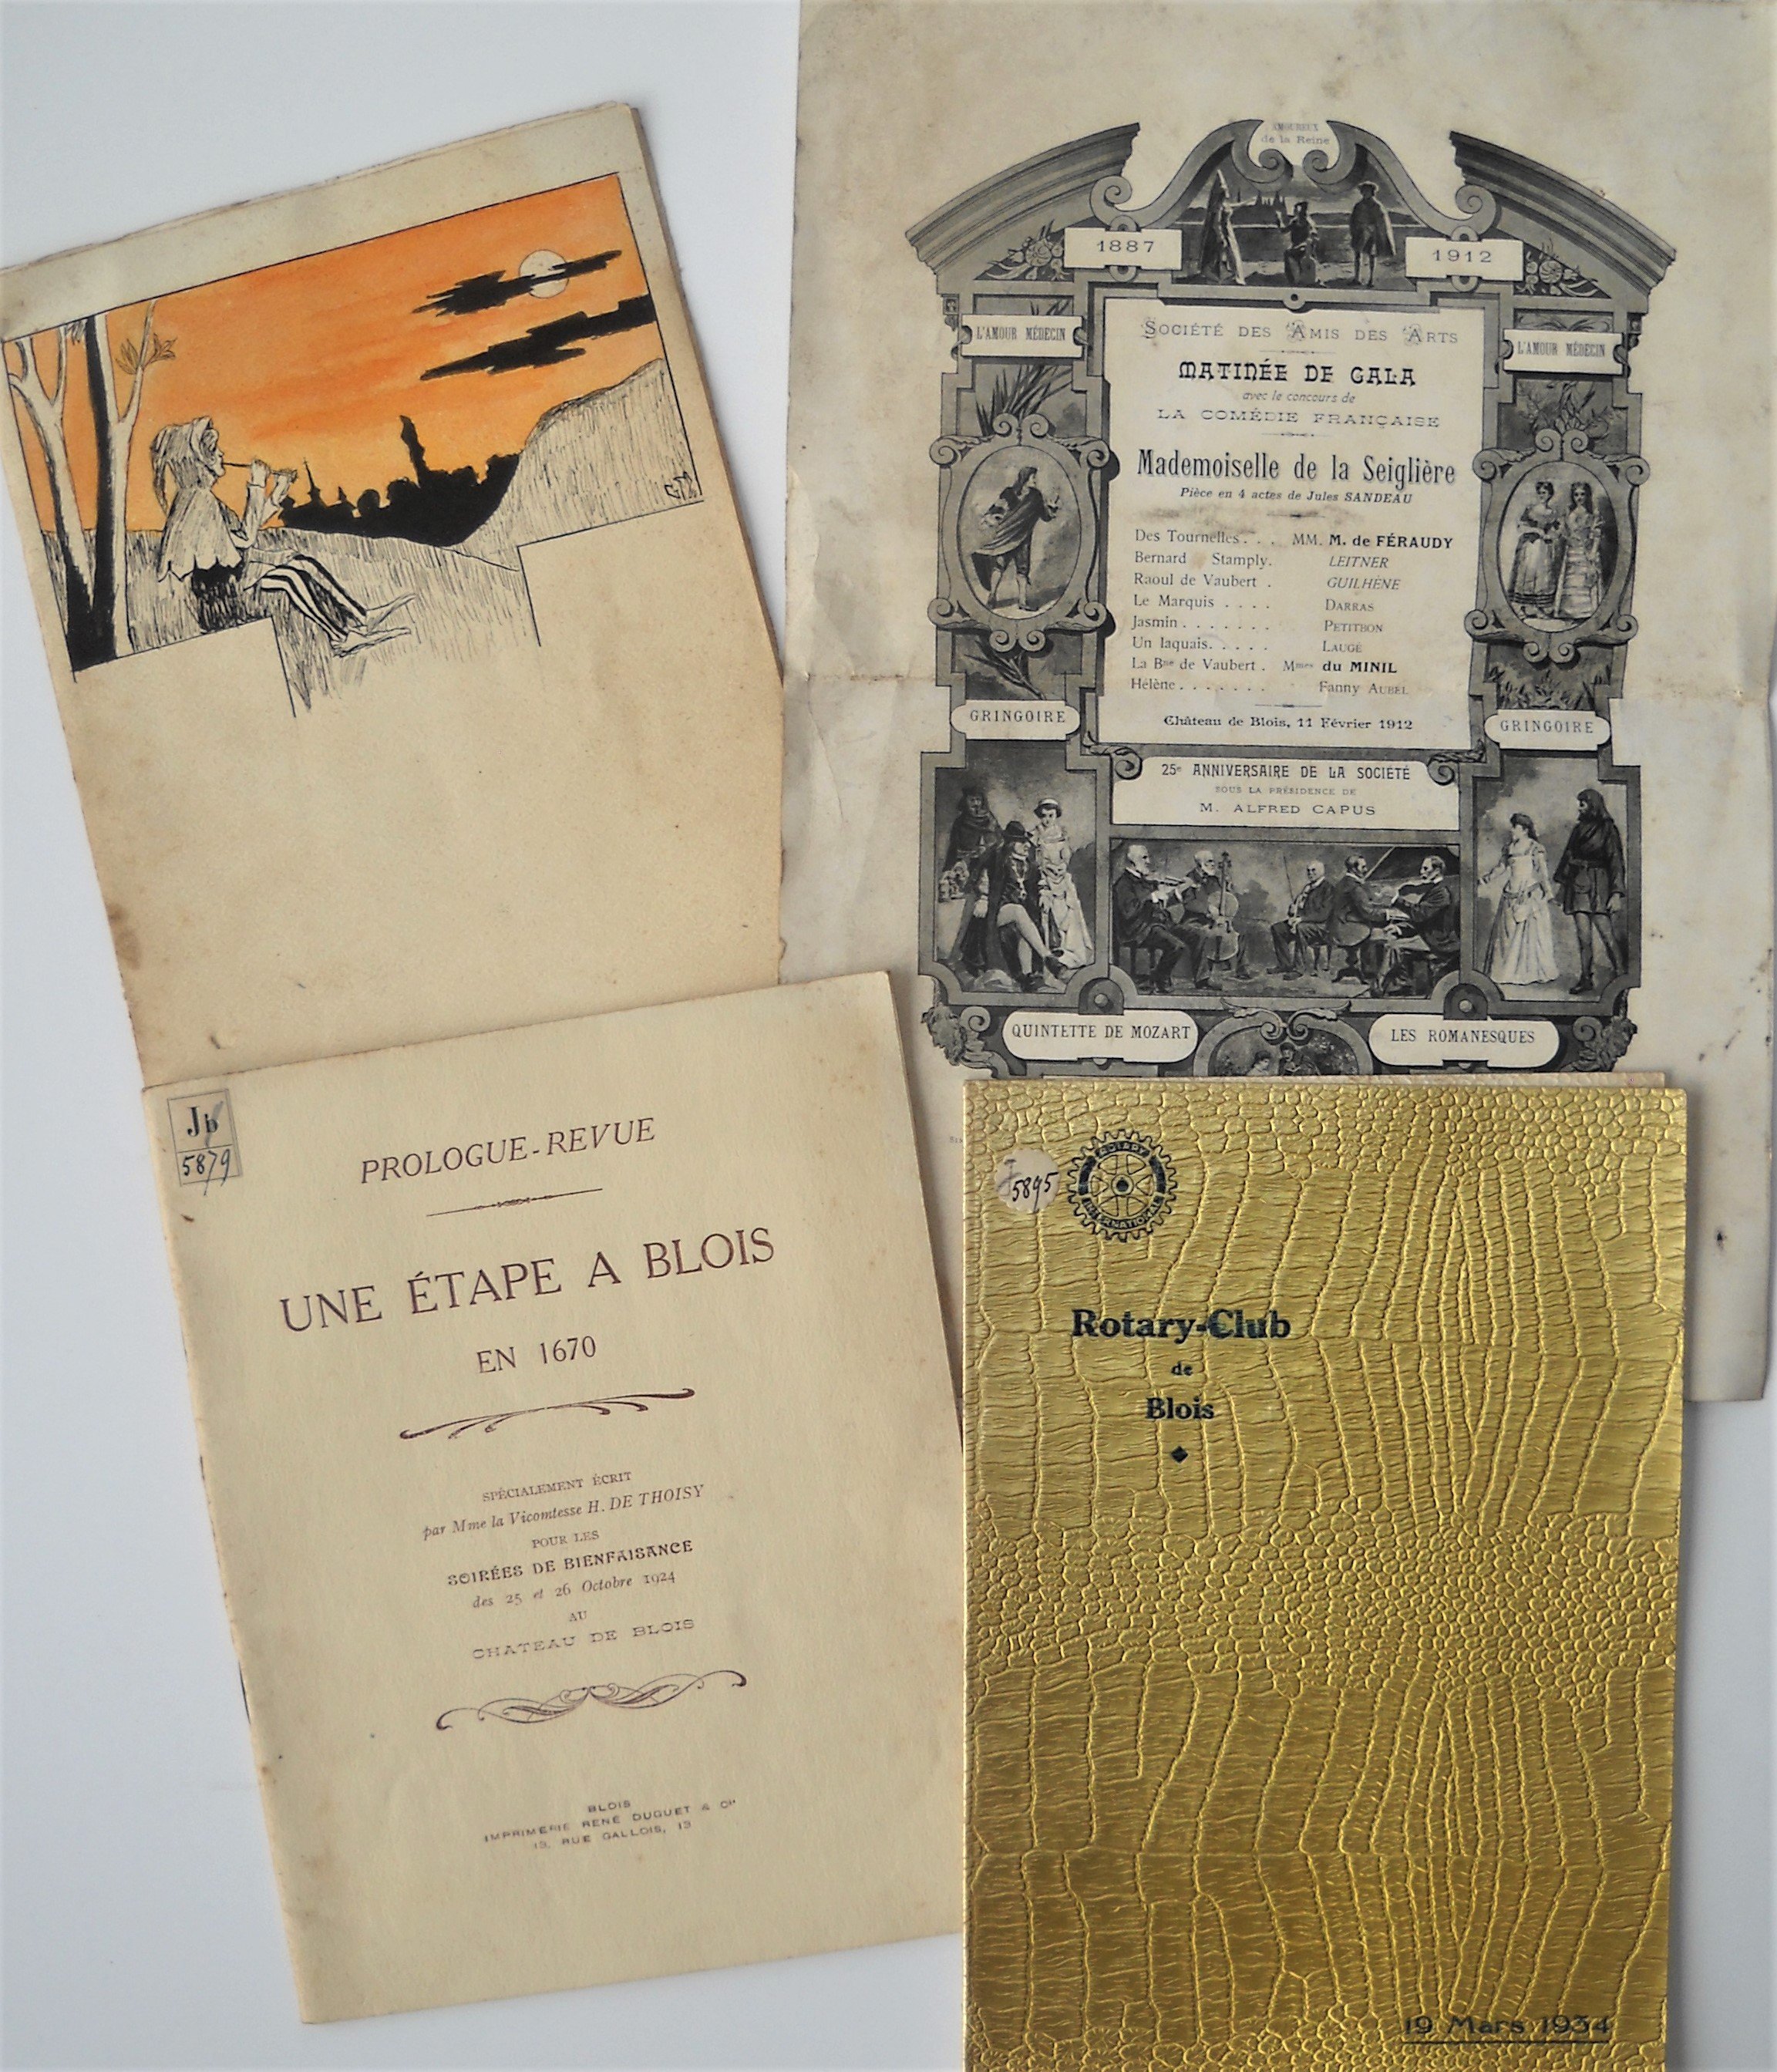 AMOUREUX
de la Reine
1887
1912
L'AMOUR MÉDECIN
L'AMOUR MÉDECIN
SOCIÉTÉ DES AMIS DES ARTS
MATINÉE DE GALA
avec le concours de
LA COMÉDIE FRANÇAISE
Mademoiselle de la Seiglière
Pièce en 4 actes de Jules SANDEAU
Des Tournelles. . . MM. M. de FÉRAUDY
Bernard Stamply. LEITNER
Raoul de Vaubert . GUILHÈNE
Le Marquis . . . . DARRAS
Jasmin . . . . . . . PETITBON
Un laquais. . . . . LAUGÉ
La Bne de Vaubert . Mmes du MINIL
Hélène . . . . . . . Fanny AUBEL
Château de Blois, 11 Février 1912
GRINGOIRE
GRINGOIRE
25e ANNIVERSAIRE DE LA SOCIÉTÉ
SOUS LA PRÉSIDENCE DE
M. ALFRED CAPUS
QUINTETTE DE MOZART
LES ROMANESQUES
Jb
5879
PROLOGUE-REVUE
UNE ÉTAPE A BLOIS
EN 1670
SPÉCIALEMENT ÉCRIT
par Mme la Vicomtesse H. DE THOISY
POUR LES
SOIRÉES DE BIENFAISANCE
des 25 et 26 Octobre 1924
AU
CHATEAU DE BLOIS
BLOIS
IMPRIMERIE RENÉ DUGUET & Cie
13, RUE GALLOIS, 13
5895
ROTARY
INTERNATIONAL
Rotary-Club
de
Blois
19 Mars 1934